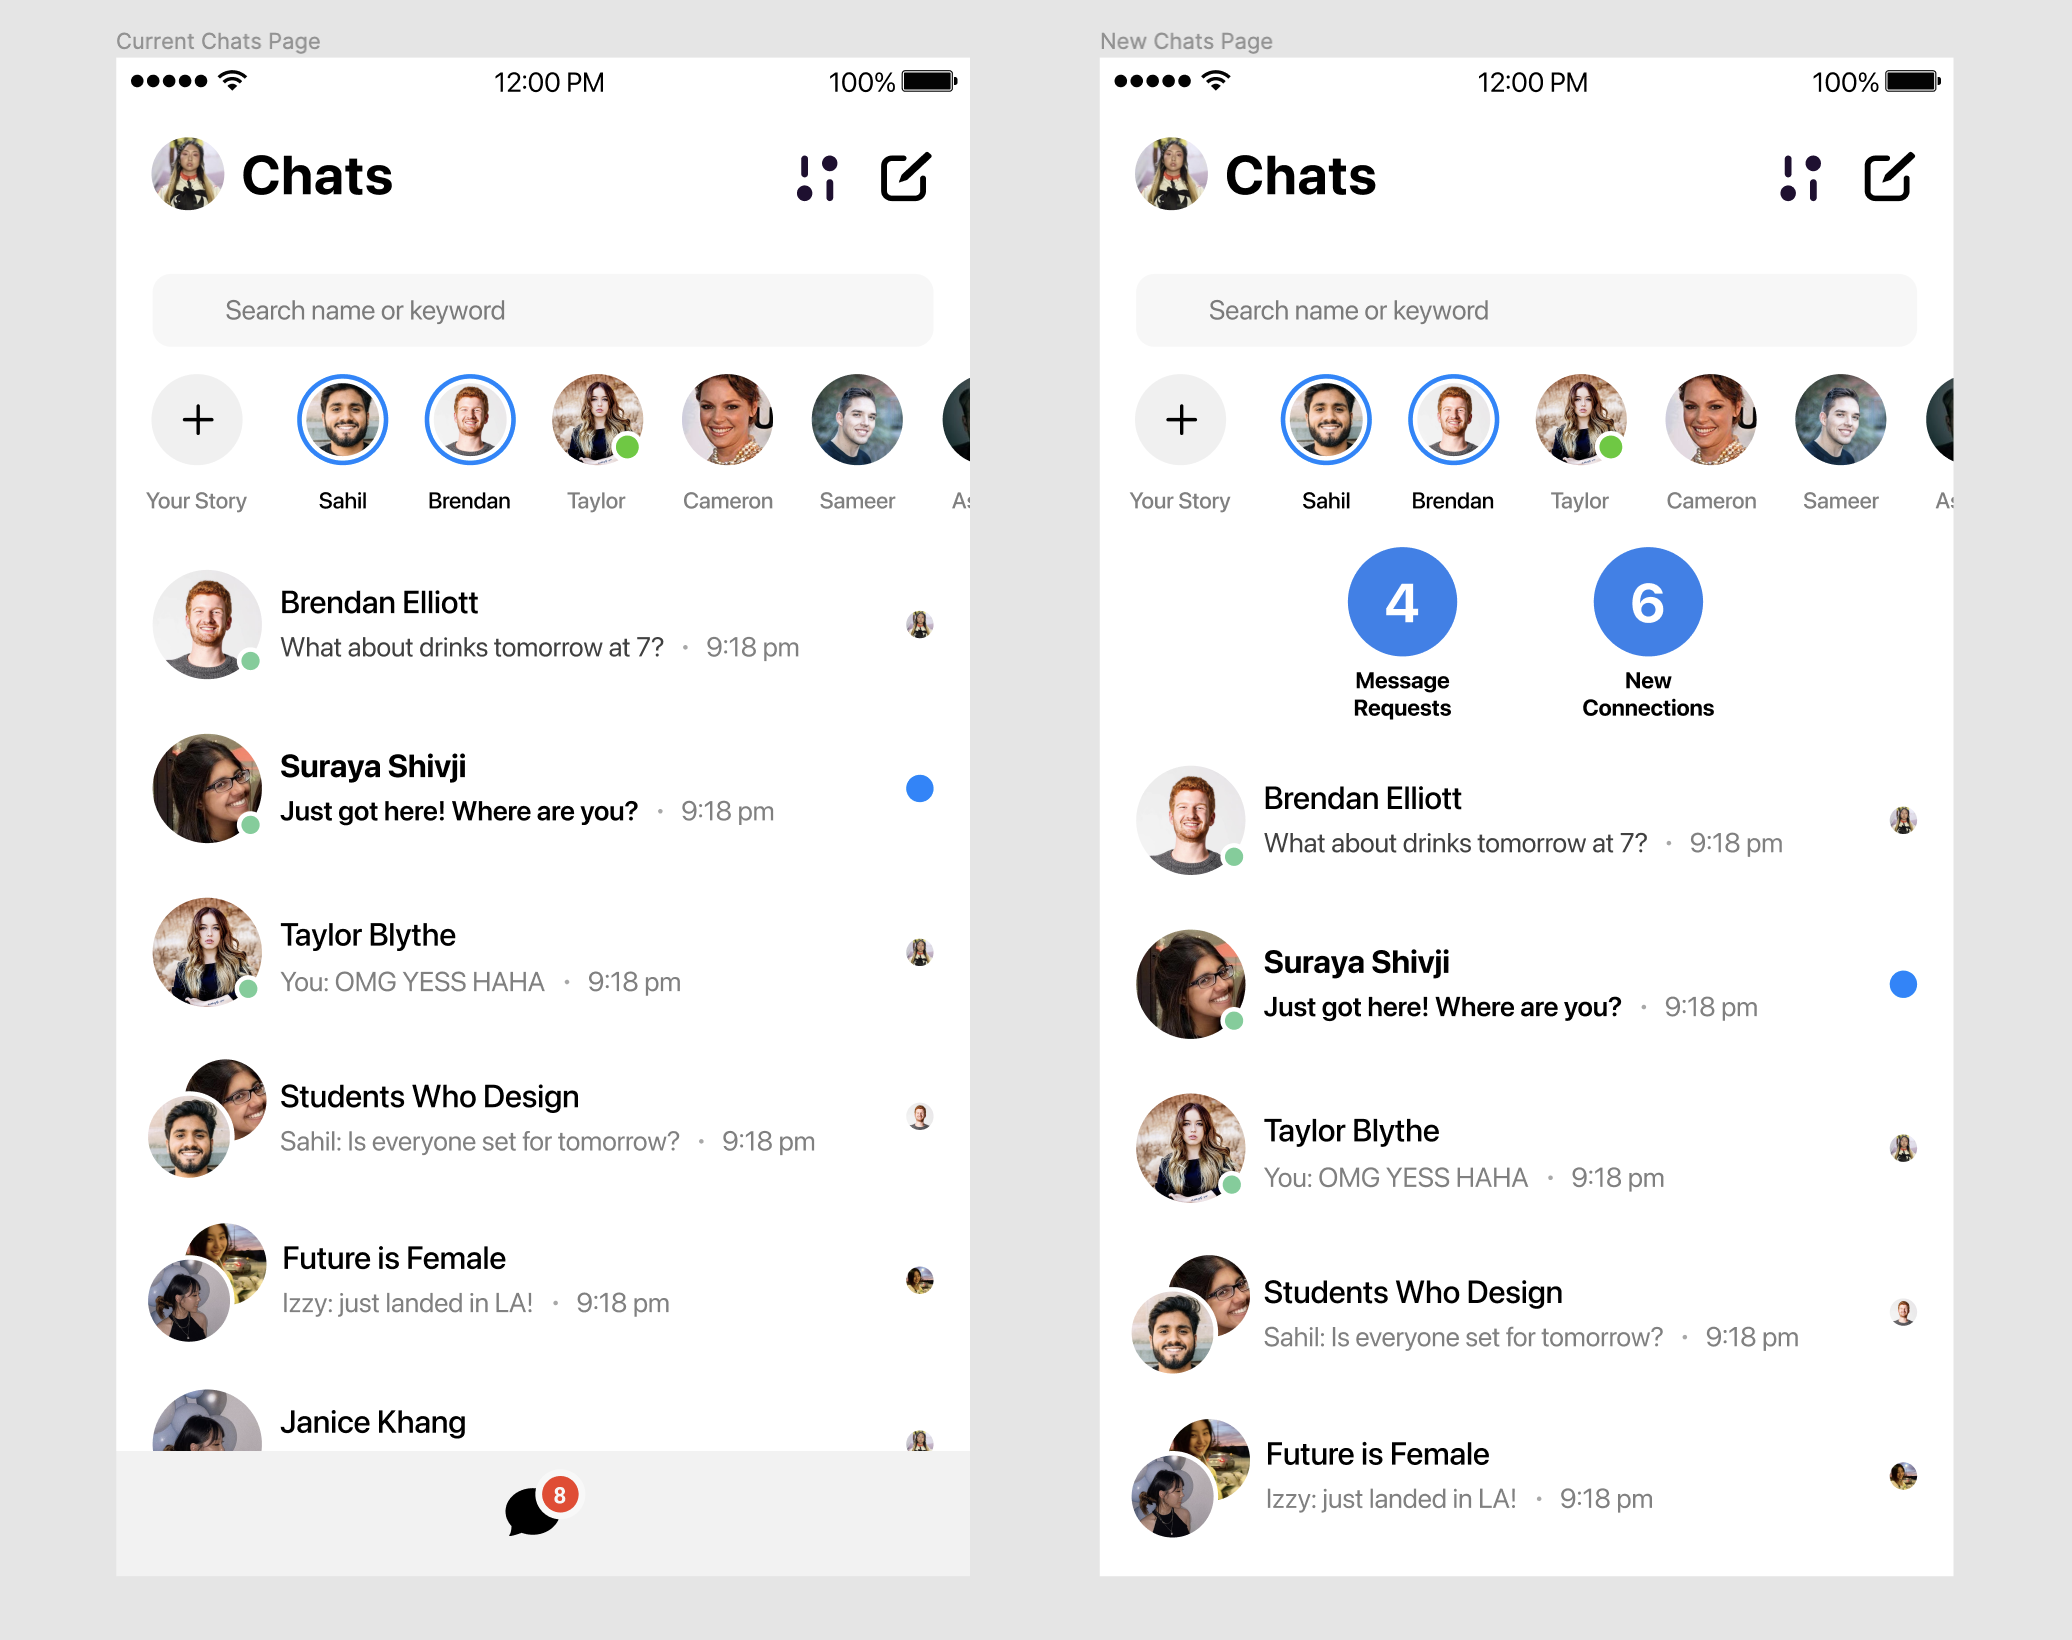 Current Chats Page
12:00 PM
100%
Chats
Search name or keyword
Your Story
Sahil
Brendan
Taylor
Cameron
Sameer
As
Brendan Elliott
What about drinks tomorrow at 7? • 9:18 pm
Suraya Shivji
Just got here! Where are you? • 9:18 pm
Taylor Blythe
You: OMG YESS HAHA • 9:18 pm
Students Who Design
Sahil: Is everyone set for tomorrow? • 9:18 pm
Future is Female
Izzy: just landed in LA! • 9:18 pm
Janice Khang
8
New Chats Page
12:00 PM
100%
Chats
Search name or keyword
Your Story
Sahil
Brendan
Taylor
Cameron
Sameer
As
4
Message
Requests
6
New
Connections
Brendan Elliott
What about drinks tomorrow at 7? • 9:18 pm
Suraya Shivji
Just got here! Where are you? • 9:18 pm
Taylor Blythe
You: OMG YESS HAHA • 9:18 pm
Students Who Design
Sahil: Is everyone set for tomorrow? • 9:18 pm
Future is Female
Izzy: just landed in LA! • 9:18 pm